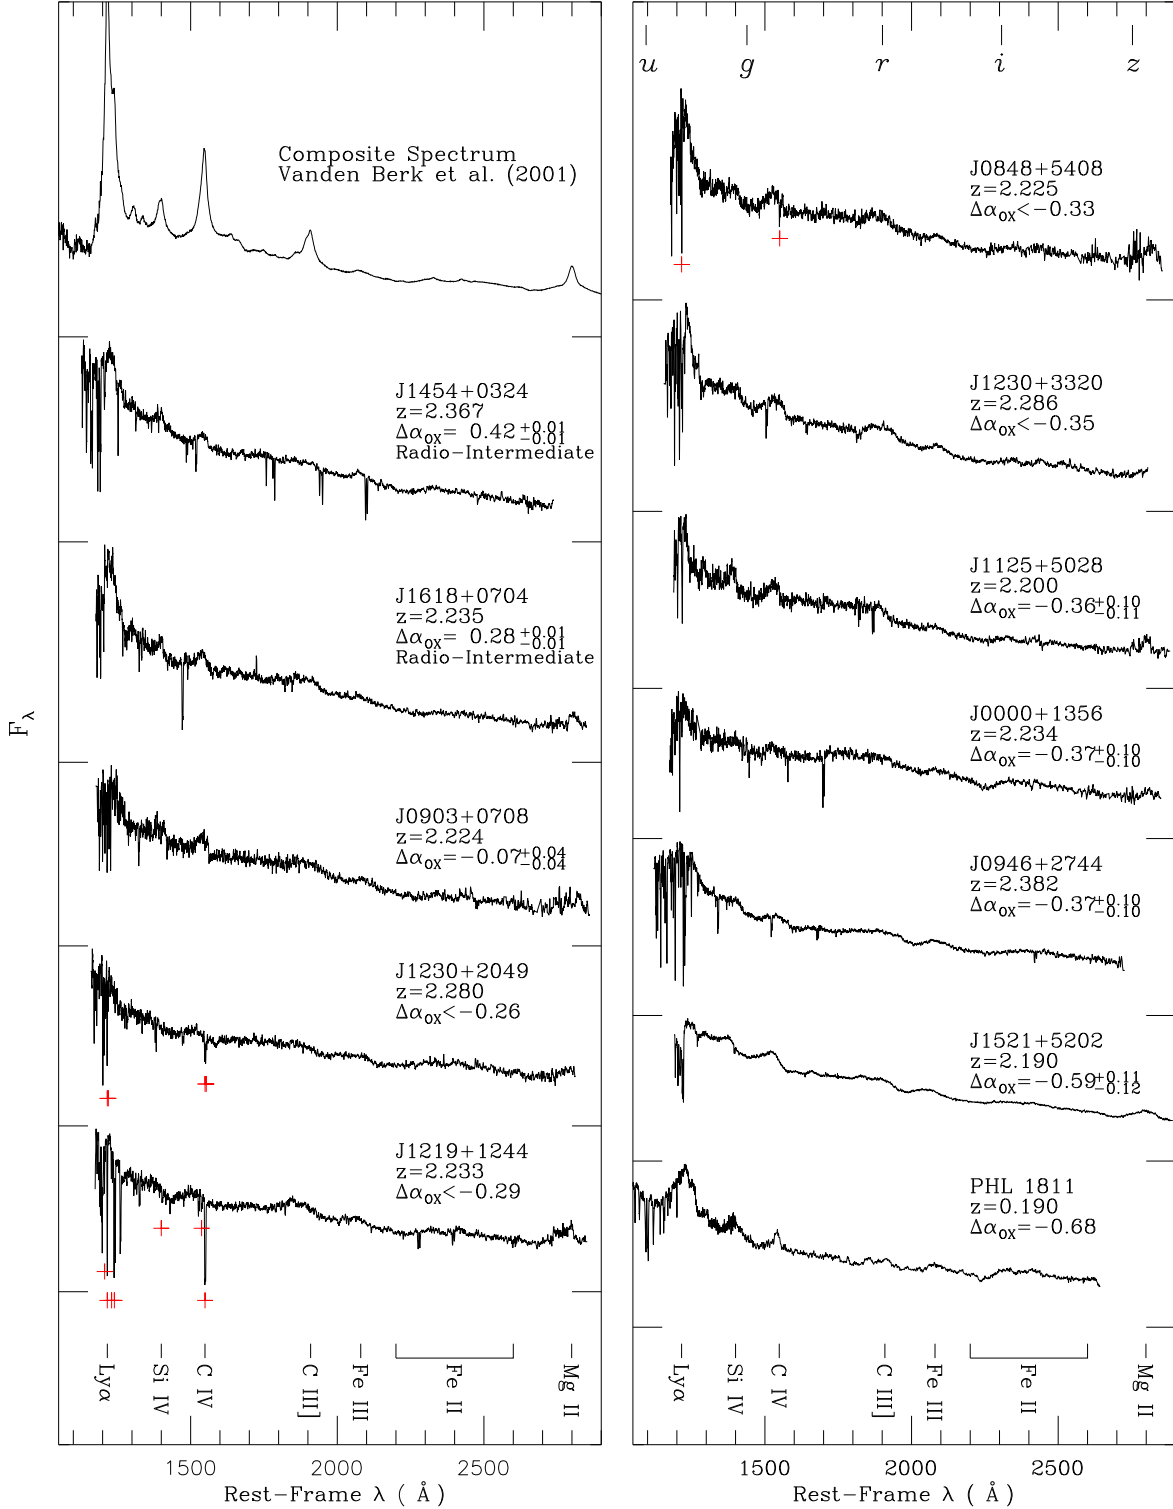 Composite Spectrum
Vanden Berk et al. (2001)
J1454+0324
z=2.367
Δα_ox= 0.42 +0.01 −0.01
Radio−Intermediate
J1618+0704
z=2.235
Δα_ox= 0.28 +0.01 −0.01
Radio−Intermediate
J0903+0708
z=2.224
Δα_ox=−0.07 +0.04 −0.04
J1230+2049
z=2.280
Δα_ox<−0.26
J1219+1244
z=2.233
Δα_ox<−0.29
Lyα
Si IV
C IV
C III]
Fe III
Fe II
Mg II
1500 2000 2500
Rest−Frame λ ( Å )
F_λ
u g r i z
J0848+5408
z=2.225
Δα_ox<−0.33
J1230+3320
z=2.286
Δα_ox<−0.35
J1125+5028
z=2.200
Δα_ox=−0.36 +0.10 −0.11
J0000+1356
z=2.234
Δα_ox=−0.37 +0.10 −0.10
J0946+2744
z=2.382
Δα_ox=−0.37 +0.10 −0.10
J1521+5202
z=2.190
Δα_ox=−0.59 +0.11 −0.12
PHL 1811
z=0.190
Δα_ox=−0.68
Lyα
Si IV
C IV
C III]
Fe III
Fe II
Mg II
1500 2000 2500
Rest−Frame λ ( Å )